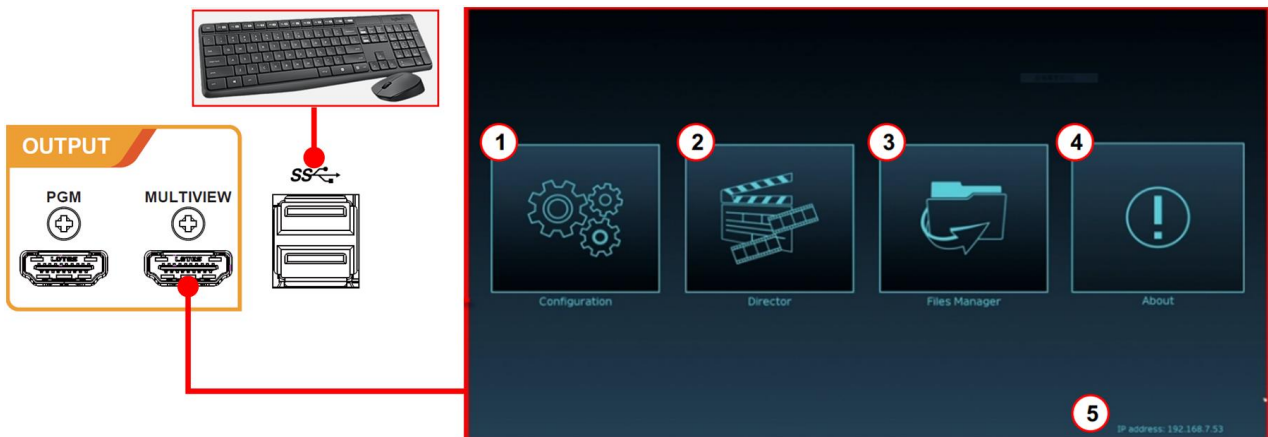 OUTPUT
PGM
MULTIVIEW
SS
1
2
3
4
Configuration
Director
Files Manager
About
5
IP address: 192.168.7.53